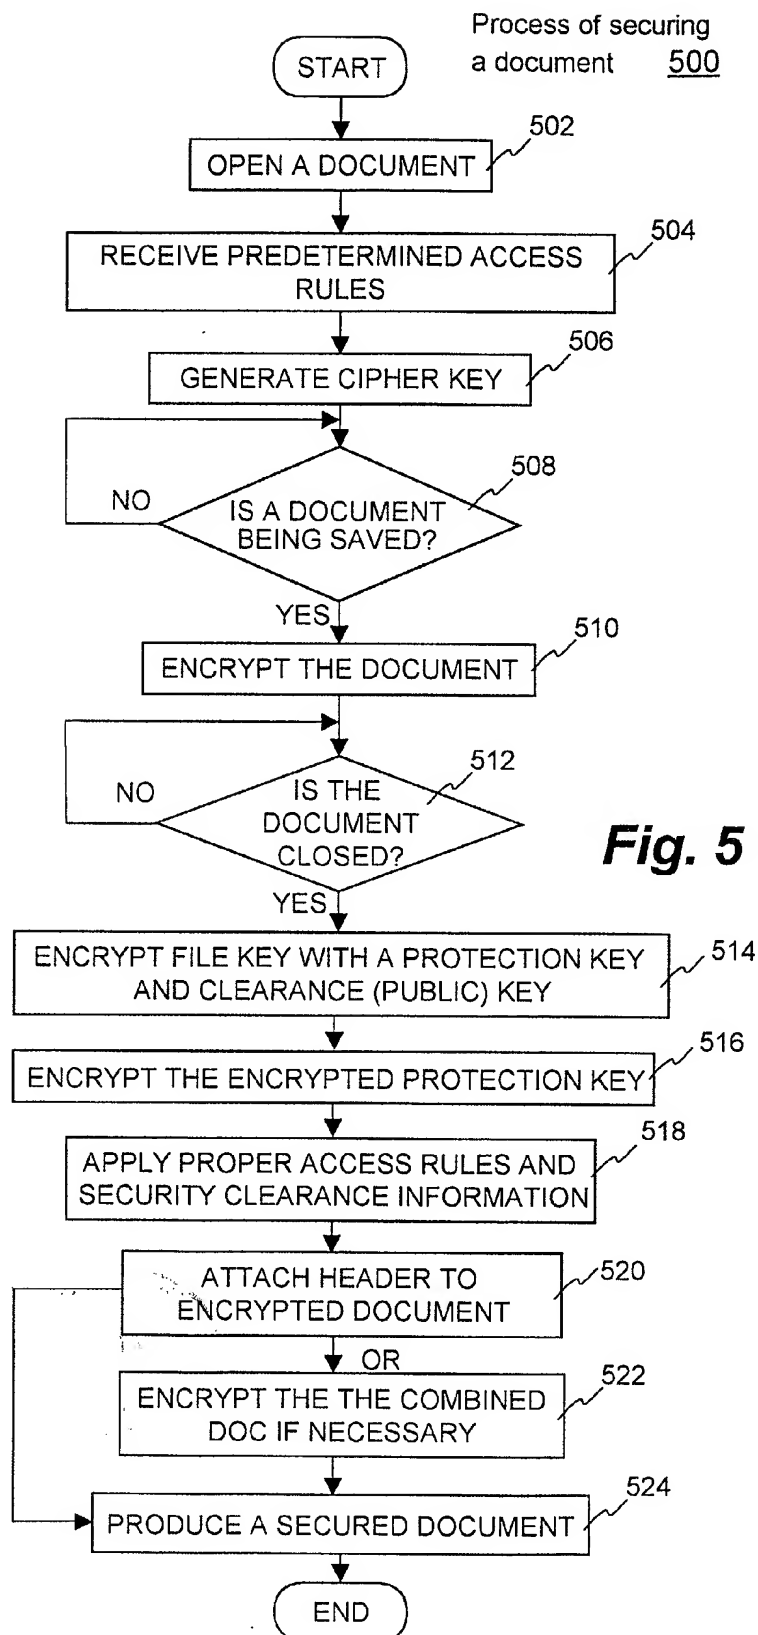 Process of securing
a document 500
START
502
OPEN A DOCUMENT
504
RECEIVE PREDETERMINED ACCESS
RULES
506
GENERATE CIPHER KEY
508
NO
IS A DOCUMENT
BEING SAVED?
YES
510
ENCRYPT THE DOCUMENT
512
NO
IS THE
DOCUMENT
CLOSED?
Fig. 5
YES
514
ENCRYPT FILE KEY WITH A PROTECTION KEY
AND CLEARANCE (PUBLIC) KEY
516
ENCRYPT THE ENCRYPTED PROTECTION KEY
518
APPLY PROPER ACCESS RULES AND
SECURITY CLEARANCE INFORMATION
520
ATTACH HEADER TO
ENCRYPTED DOCUMENT
OR
522
ENCRYPT THE THE COMBINED
DOC IF NECESSARY
524
PRODUCE A SECURED DOCUMENT
END